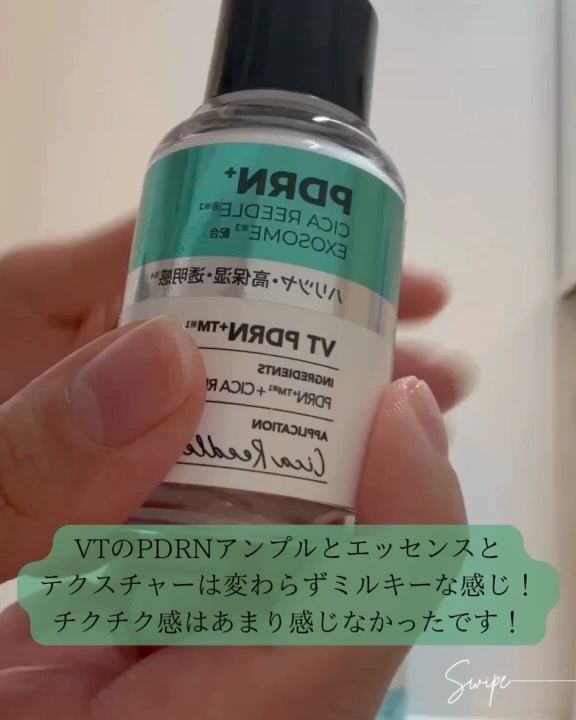 PDRN+
CICA REEDLE®※2
EXOSOME※3 配合
ハリツヤ・高保湿・透明感※4
VT PDRN+TM※1
INGREDIENTS
PDRN+TM※1 + CICA
APPLICATION
Cica Reedle
VTのPDRNアンプルとエッセンスと
テクスチャーは変わらずミルキーな感じ！
チクチク感はあまり感じなかったです！
Swipe